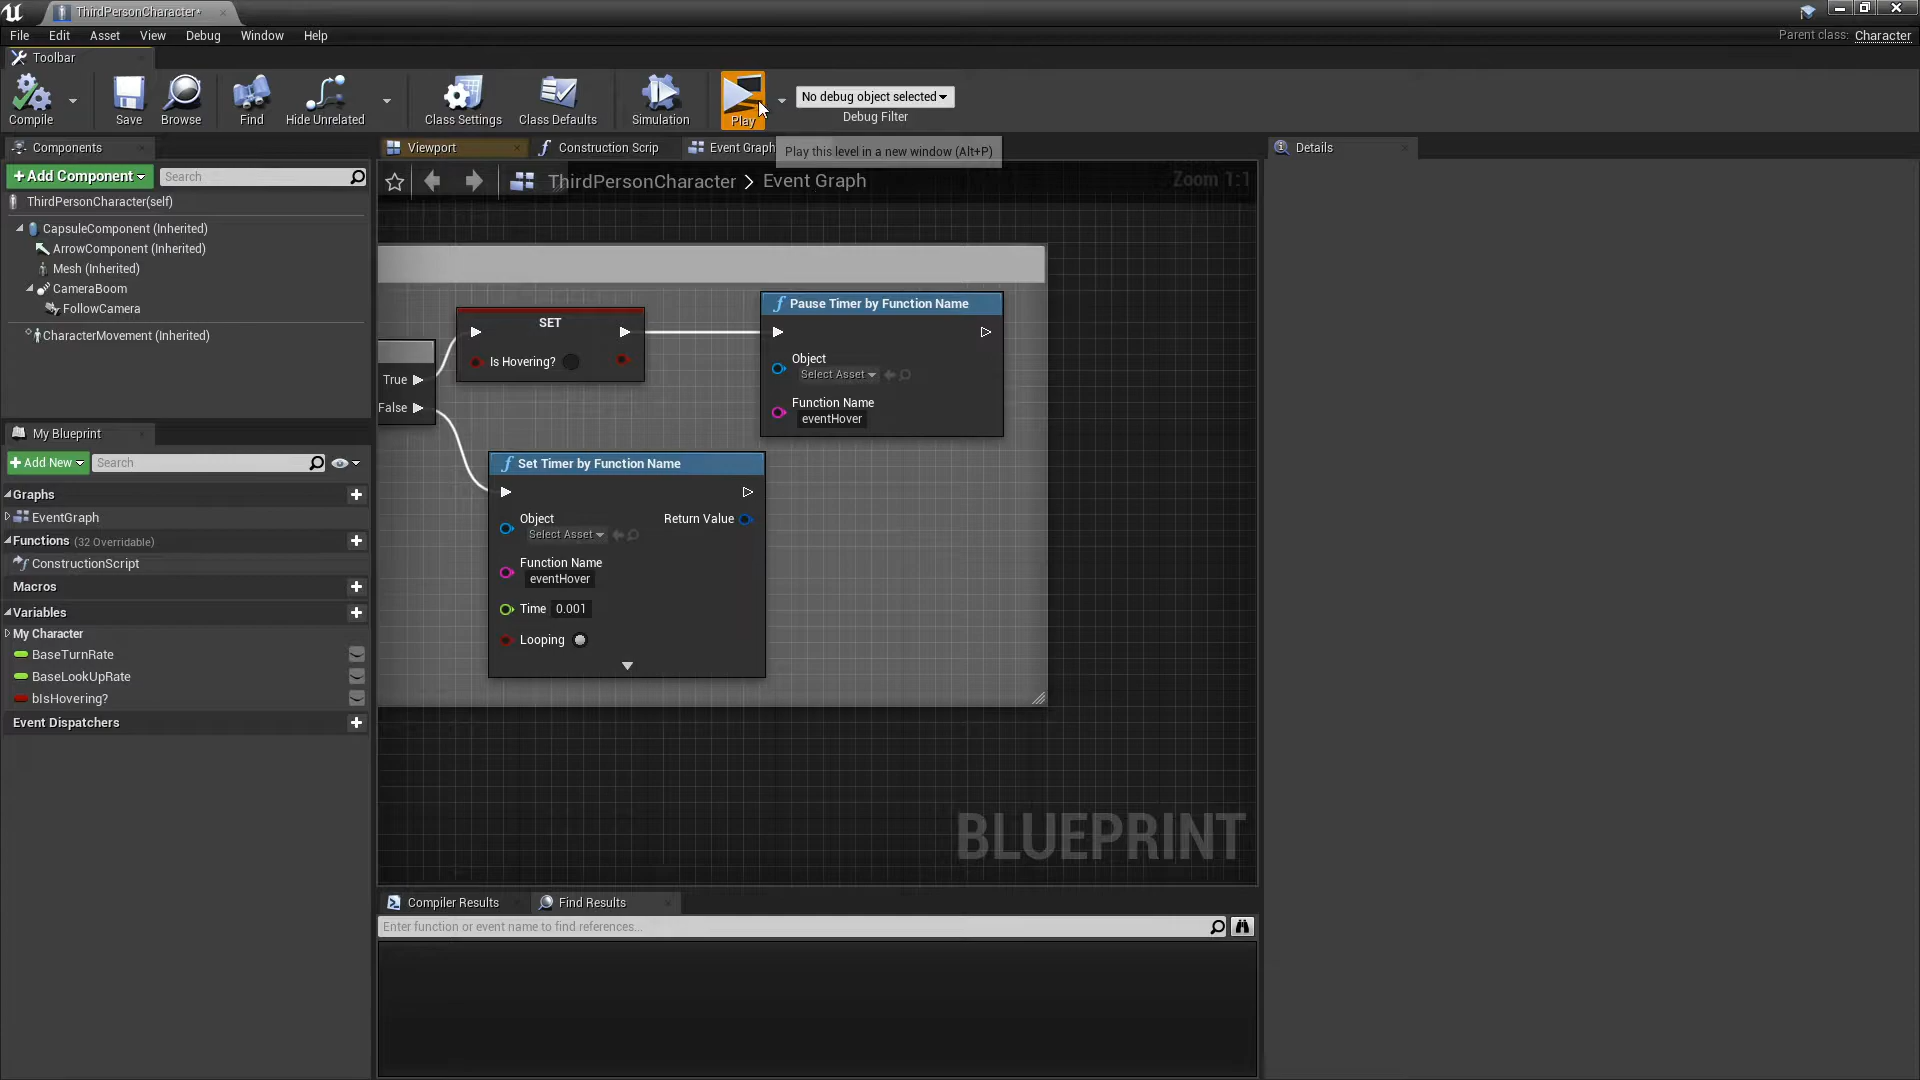 ThirdPersonCharacter*
File Edit Asset View Debug Window Help
Parent class: Character
Toolbar
Compile Save Browse Find Hide Unrelated Class Settings Class Defaults Simulation Play
No debug object selected
Debug Filter
Components
Viewport Construction Scrip Event Graph
Play this level in a new window (Alt+P)
Details
+Add Component Search
ThirdPersonCharacter > Event Graph
Zoom 1:1
ThirdPersonCharacter(self)
CapsuleComponent (Inherited)
ArrowComponent (Inherited)
Mesh (Inherited)
CameraBoom
FollowCamera
CharacterMovement (Inherited)
My Blueprint
+Add New Search
Graphs
EventGraph
Functions (32 Overridable)
ConstructionScript
Macros
Variables
My Character
BaseTurnRate
BaseLookUpRate
bIsHovering?
Event Dispatchers
True
False
SET
Is Hovering?
Pause Timer by Function Name
Object
Select Asset
Function Name
eventHover
Set Timer by Function Name
Object Return Value
Select Asset
Function Name
eventHover
Time 0.001
Looping
BLUEPRINT
Compiler Results Find Results
Enter function or event name to find references...